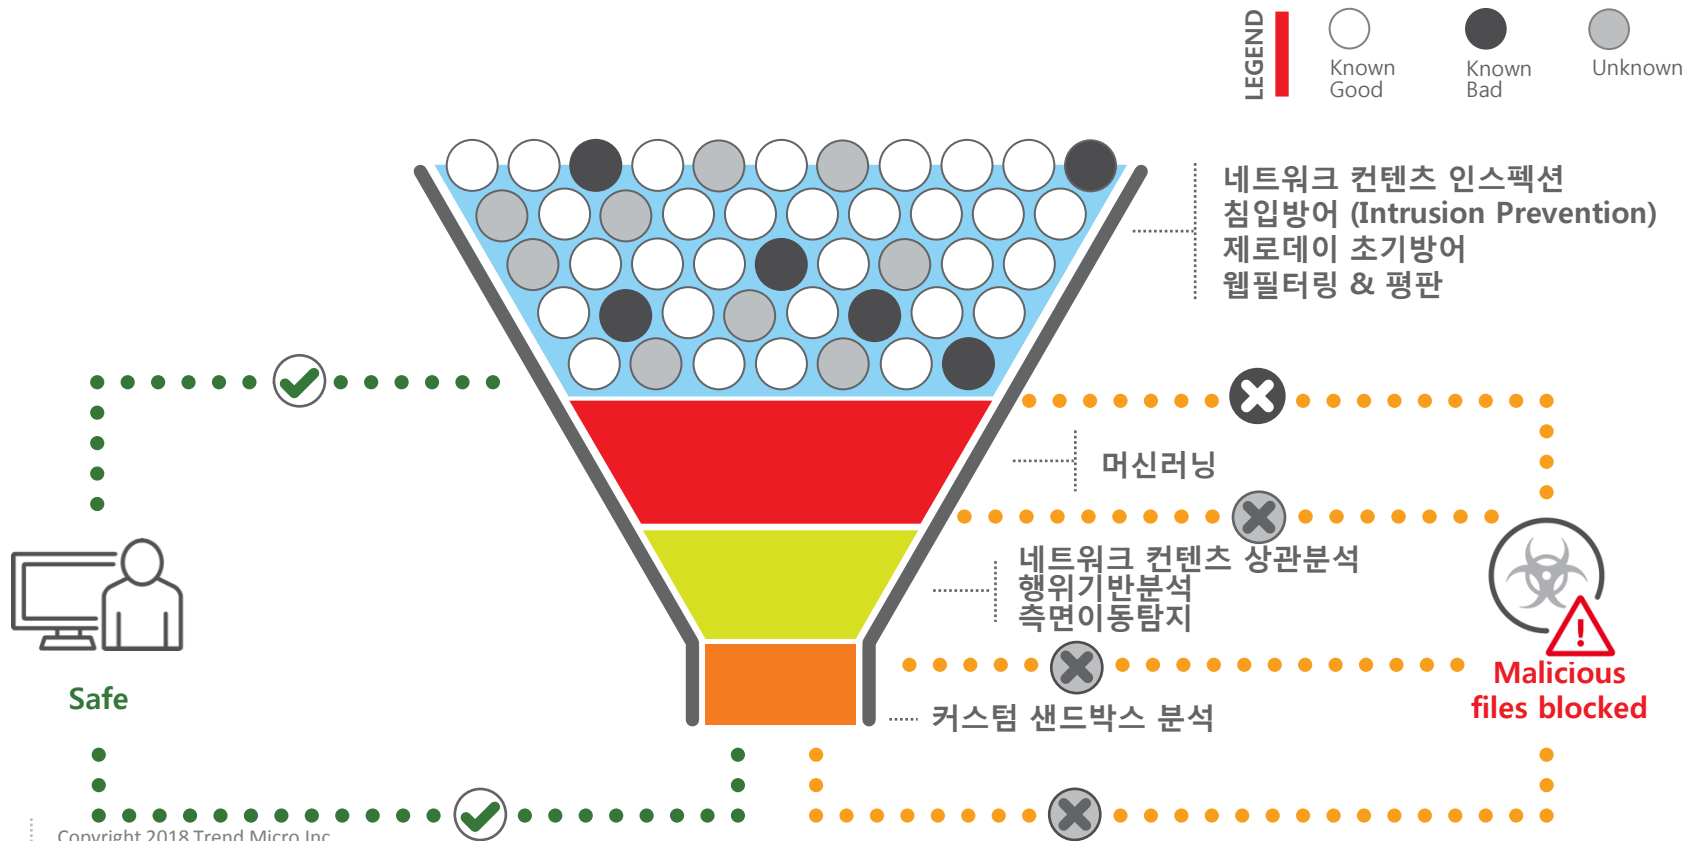 LEGEND
Known
Good
Known
Bad
Unknown
네트워크 컨텐츠 인스펙션
침입방어 (Intrusion Prevention)
제로데이 초기방어
웹필터링 & 평판
머신러닝
네트워크 컨텐츠 상관분석
행위기반분석
측면이동탐지
커스텀 샌드박스 분석
Safe
Malicious
files blocked
Copyright 2018 Trend Micro Inc.